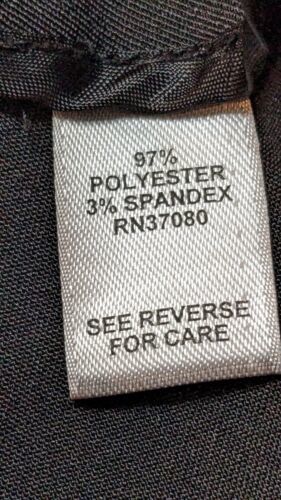 97%
POLYESTER
3% SPANDEX
RN37080
SEE REVERSE
FOR CARE